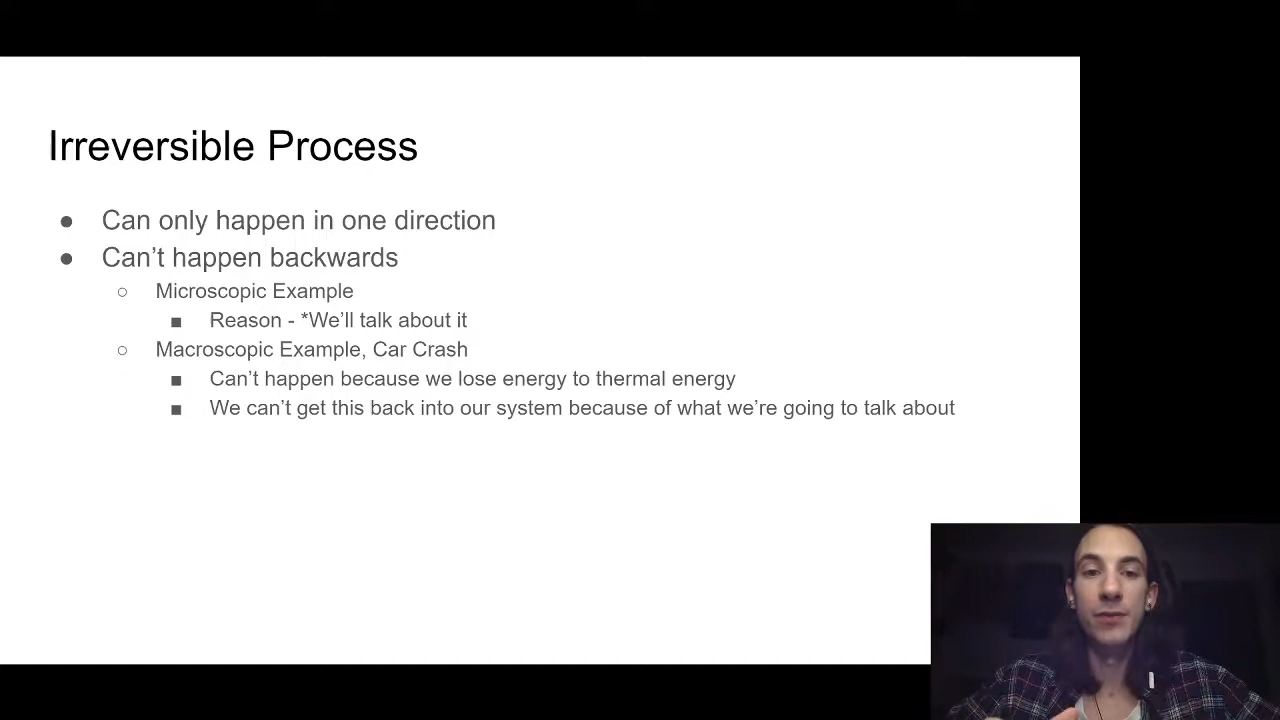 Irreversible Process
● Can only happen in one direction
● Can’t happen backwards
○ Microscopic Example
■ Reason - *We’ll talk about it
○ Macroscopic Example, Car Crash
■ Can’t happen because we lose energy to thermal energy
■ We can’t get this back into our system because of what we’re going to talk about